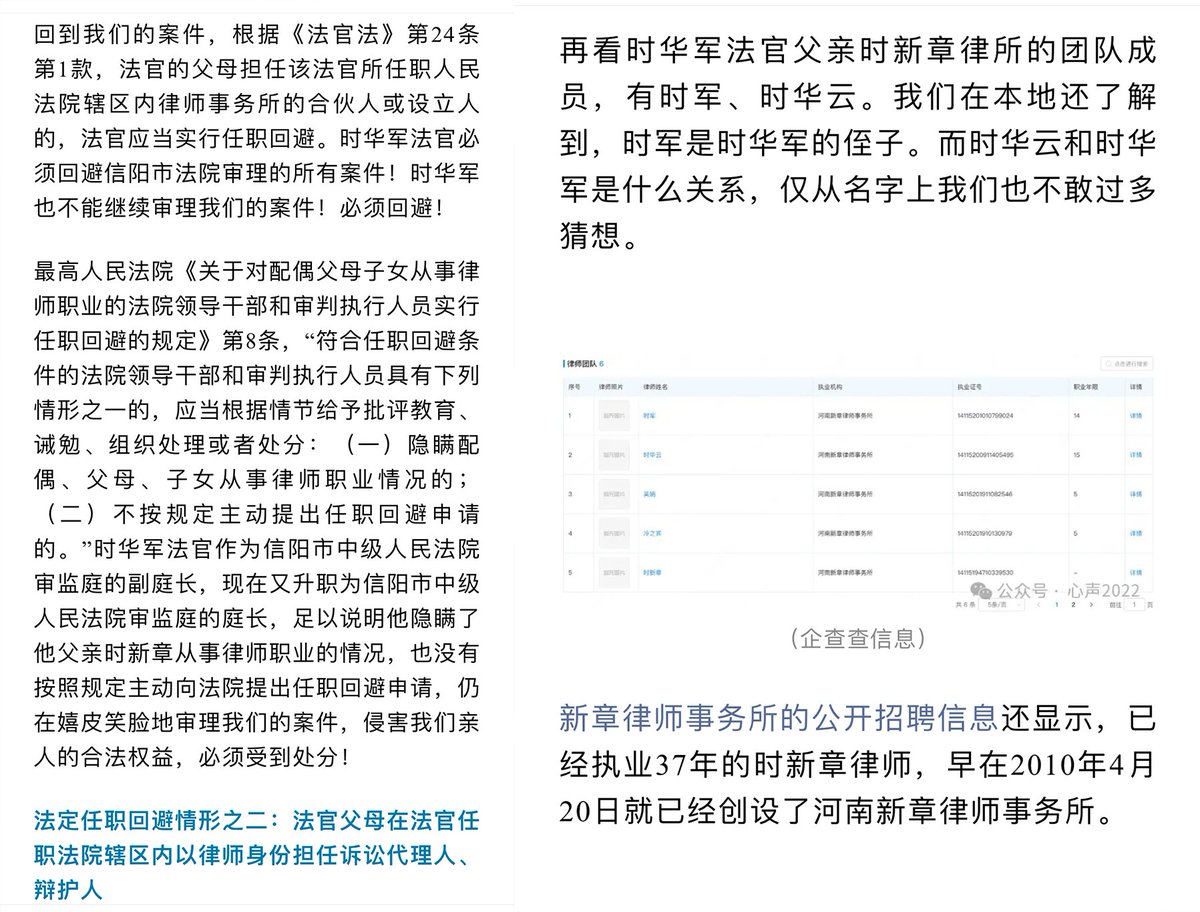 回到我们的案件，根据《法官法》第24条
第1款，法官的父母担任该法官所任职人民
法院辖区内律师事务所的合伙人或设立人
的，法官应当实行任职回避。时华军法官必
须回避信阳市法院审理的所有案件！时华军
也不能继续审理我们的案件！必须回避！
最高人民法院《关于对配偶父母子女从事律
师职业的法院领导干部和审判执行人员实行
任职回避的规定》第8条，“符合任职回避条
件的法院领导干部和审判执行人员具有下列
情形之一的，应当根据情节给予批评教育、
诫勉、组织处理或者处分：（一）隐瞒配
偶、父母、子女从事律师职业情况的；
（二）不按规定主动提出任职回避申请
的。”时华军法官作为信阳市中级人民法院
审监庭的副庭长，现在又升职为信阳市中级
人民法院审监庭的庭长，足以说明他隐瞒了
他父亲时新章从事律师职业的情况，也没有
按照规定主动向法院提出任职回避申请，仍
在嬉皮笑脸地审理我们的案件，侵害我们亲
人的合法权益，必须受到处分！
法定任职回避情形之二：法官父母在法官任
职法院辖区内以律师身份担任诉讼代理人、
辩护人
再看时华军法官父亲时新章律所的团队成
员，有时军、时华云。我们在本地还了解
到，时军是时华军的侄子。而时华云和时华
军是什么关系，仅从名字上我们也不敢过多
猜想。
律师团队 6
点击进行搜索
序号 律师照片 律师姓名 执业机构 执业证号 职业年限 详情
1 暂无图片 时军 河南新章律师事务所 14115201010799024 14 详情
2 暂无图片 时华云 河南新章律师事务所 14115200911405495 15 详情
3 暂无图片 河南新章律师事务所 14115201911082546 5 详情
4 暂无图片 冷之宾 河南新章律师事务所 14115201910130979 5 详情
5 暂无图片 时新章 河南新章律师事务所 14115194710339530 - 详情
公众号 · 心声2022
共 6 条 5条/页 1 2 前往 1 页
（企查查信息）
新章律师事务所的公开招聘信息还显示，已
经执业37年的时新章律师，早在2010年4月
20日就已经创设了河南新章律师事务所。